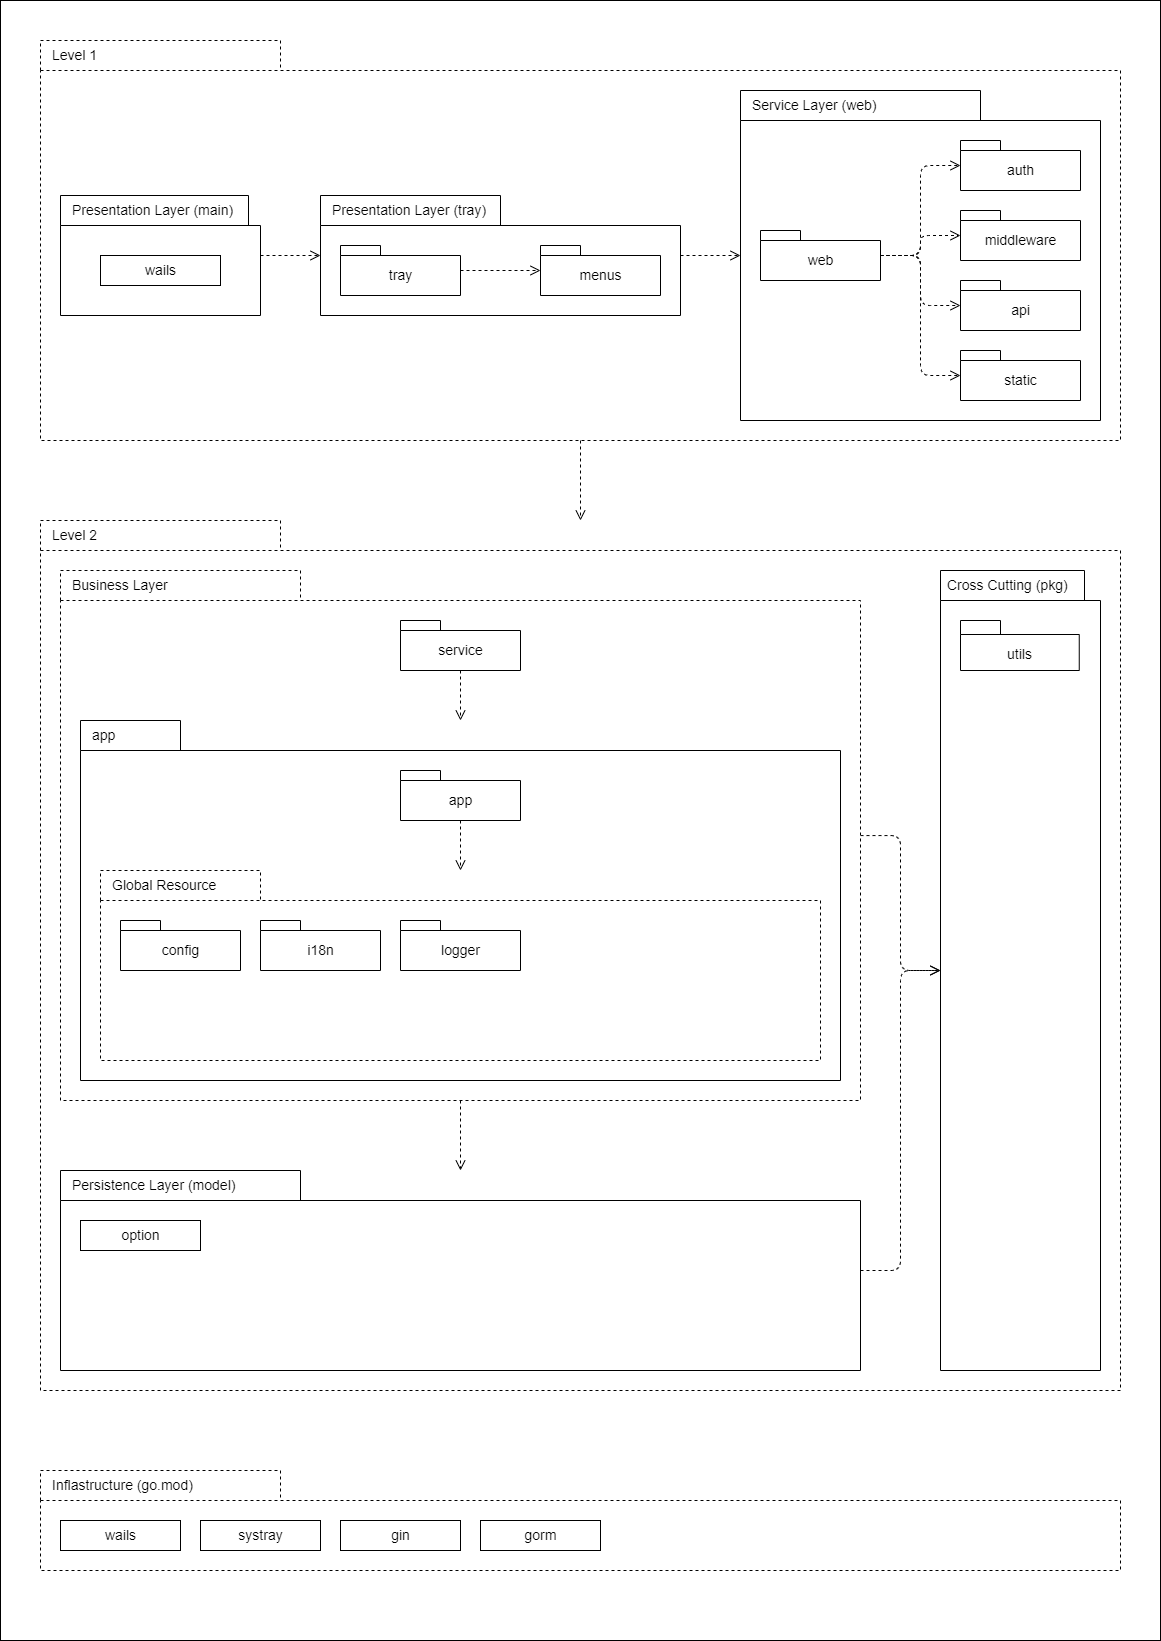 Level 1
Service Layer (web)
auth
Presentation Layer (main)
Presentation Layer (tray)
middleware
web
wails
tray
menus
api
static
Level 2
Business Layer
Cross Cutting (pkg)
service
utils
app
app
Global Resource
config
i18n
logger
Persistence Layer (model)
option
Inflastructure (go.mod)
wails
systray
gin
gorm